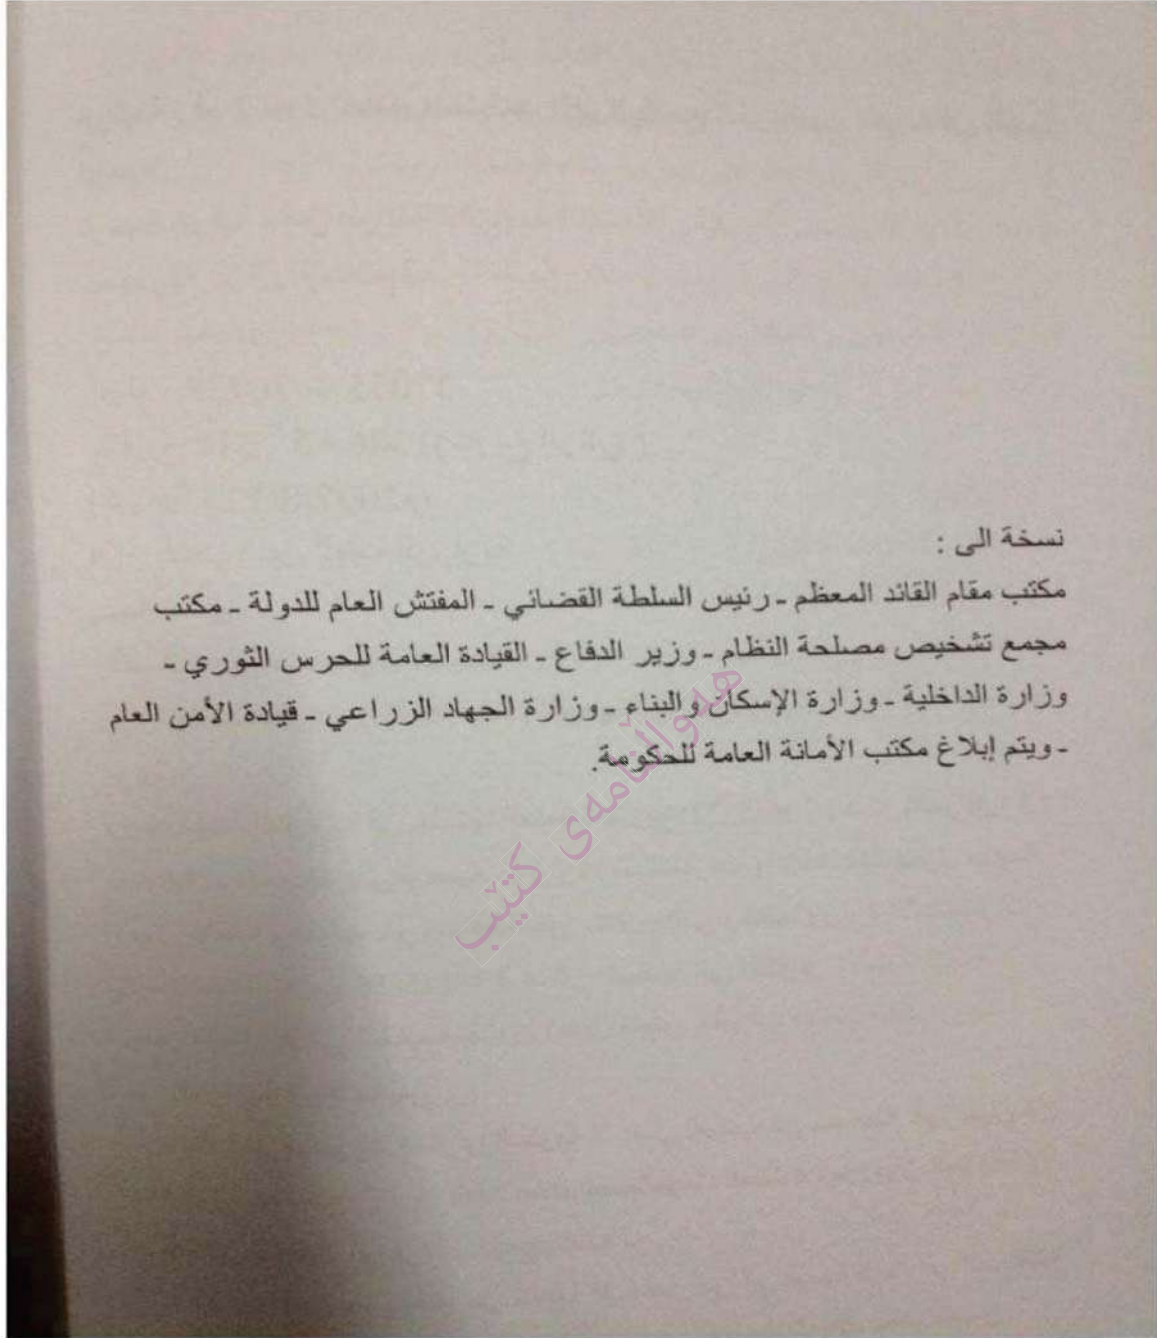 نسخة الى :
مكتب مقام القائد المعظم ـ رئيس السلطة القضائي ـ المفتش العام للدولة ـ مكتب
مجمع تشخيص مصلحة النظام ـ وزير الدفاع ـ القيادة العامة للحرس الثوري ـ
وزارة الداخلية ـ وزارة الإسكان والبناء ـ وزارة الجهاد الزراعي ـ قيادة الأمن العام
ـ ويتم إبلاغ مكتب الأمانة العامة للحكومة.
هەواڵنامەی کتێب